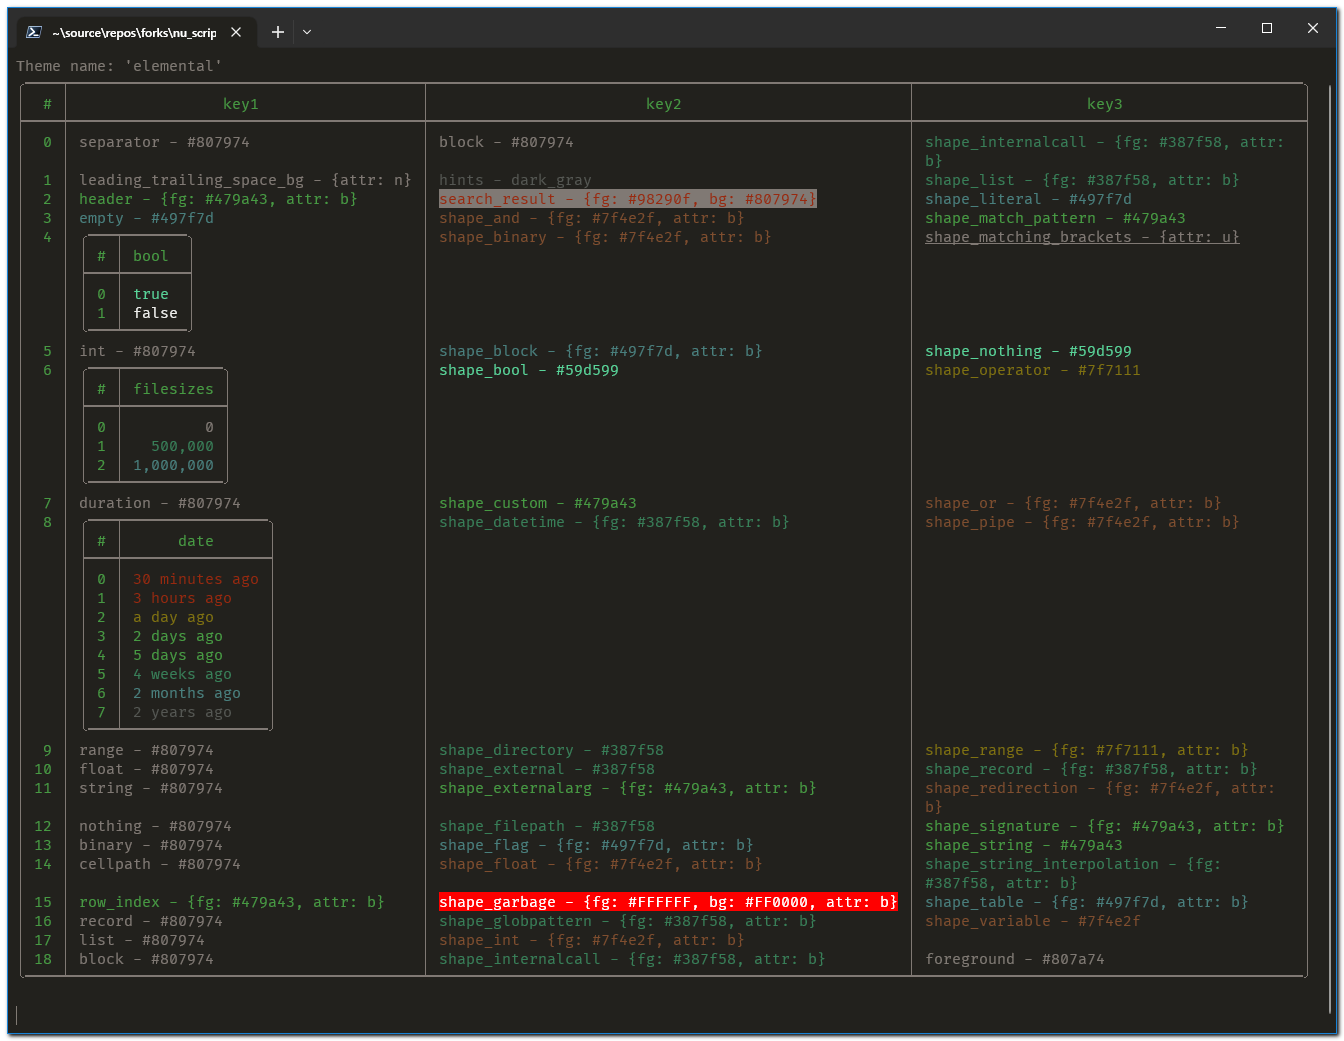 ~\source\repos\forks\nu_scrip
Theme name: 'elemental'
# key1 key2 key3
0 separator - #807974 block - #807974 shape_internalcall - {fg: #387f58, attr:
b}
1 leading_trailing_space_bg - {attr: n} hints - dark_gray shape_list - {fg: #387f58, attr: b}
2 header - {fg: #479a43, attr: b} search_result - {fg: #98290f, bg: #807974} shape_literal - #497f7d
3 empty - #497f7d shape_and - {fg: #7f4e2f, attr: b} shape_match_pattern - #479a43
4 shape_binary - {fg: #7f4e2f, attr: b} shape_matching_brackets - {attr: u}
# bool
0 true
1 false
5 int - #807974 shape_block - {fg: #497f7d, attr: b} shape_nothing - #59d599
6 shape_bool - #59d599 shape_operator - #7f7111
# filesizes
0 0
1 500,000
2 1,000,000
7 duration - #807974 shape_custom - #479a43 shape_or - {fg: #7f4e2f, attr: b}
8 shape_datetime - {fg: #387f58, attr: b} shape_pipe - {fg: #7f4e2f, attr: b}
# date
0 30 minutes ago
1 3 hours ago
2 a day ago
3 2 days ago
4 5 days ago
5 4 weeks ago
6 2 months ago
7 2 years ago
9 range - #807974 shape_directory - #387f58 shape_range - {fg: #7f7111, attr: b}
10 float - #807974 shape_external - #387f58 shape_record - {fg: #387f58, attr: b}
11 string - #807974 shape_externalarg - {fg: #479a43, attr: b} shape_redirection - {fg: #7f4e2f, attr:
b}
12 nothing - #807974 shape_filepath - #387f58 shape_signature - {fg: #479a43, attr: b}
13 binary - #807974 shape_flag - {fg: #497f7d, attr: b} shape_string - #479a43
14 cellpath - #807974 shape_float - {fg: #7f4e2f, attr: b} shape_string_interpolation - {fg:
#387f58, attr: b}
15 row_index - {fg: #479a43, attr: b} shape_garbage - {fg: #FFFFFF, bg: #FF0000, attr: b} shape_table - {fg: #497f7d, attr: b}
16 record - #807974 shape_globpattern - {fg: #387f58, attr: b} shape_variable - #7f4e2f
17 list - #807974 shape_int - {fg: #7f4e2f, attr: b}
18 block - #807974 shape_internalcall - {fg: #387f58, attr: b} foreground - #807a74